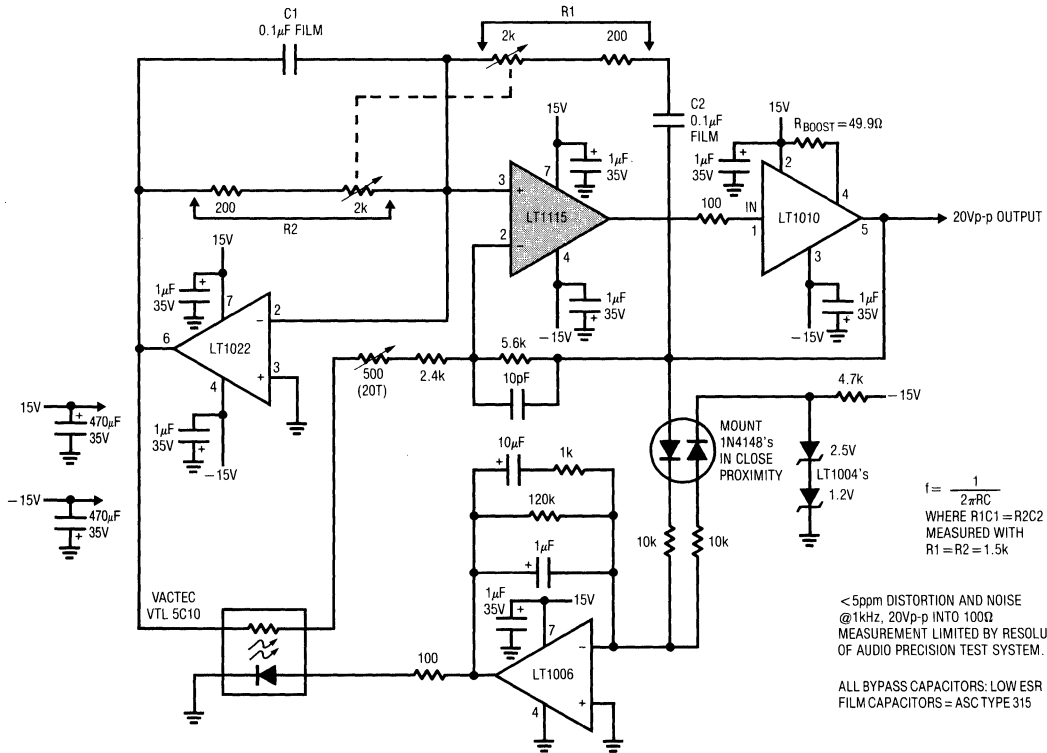 C1
0.1µF FILM
R1
2k
200
15V
1µF
35V
+
C2
0.1µF
FILM
15V
R_BOOST = 49.9Ω
1µF
35V
+
2
4
7
3
+
LT1115
2
−
4
100
IN
1
LT1010
5
20Vp-p OUTPUT
3
200
2k
R2
15V
1µF
35V
+
7
2
−
LT1022
6
3
+
4
1µF
35V
+
−15V
−15V
1µF
35V
+
−15V
1µF
35V
+
500
(20T)
2.4k
5.6k
10pF
4.7k
−15V
15V
+
470µF
35V
−15V
470µF
35V
+
MOUNT
1N4148's
IN CLOSE
PROXIMITY
2.5V
LT1004's
1.2V
10µF
+
1k
120k
1µF
+
10k
10k
f = 1
2πRC
WHERE R1C1 = R2C2
MEASURED WITH
R1 = R2 = 1.5k
VACTEC
VTL 5C10
1µF
35V
+
15V
7
−
LT1006
+
4
100
<5ppm DISTORTION AND NOISE
@1kHz, 20Vp-p INTO 100Ω
MEASUREMENT LIMITED BY RESOLU
OF AUDIO PRECISION TEST SYSTEM.
ALL BYPASS CAPACITORS: LOW ESR
FILM CAPACITORS = ASC TYPE 315